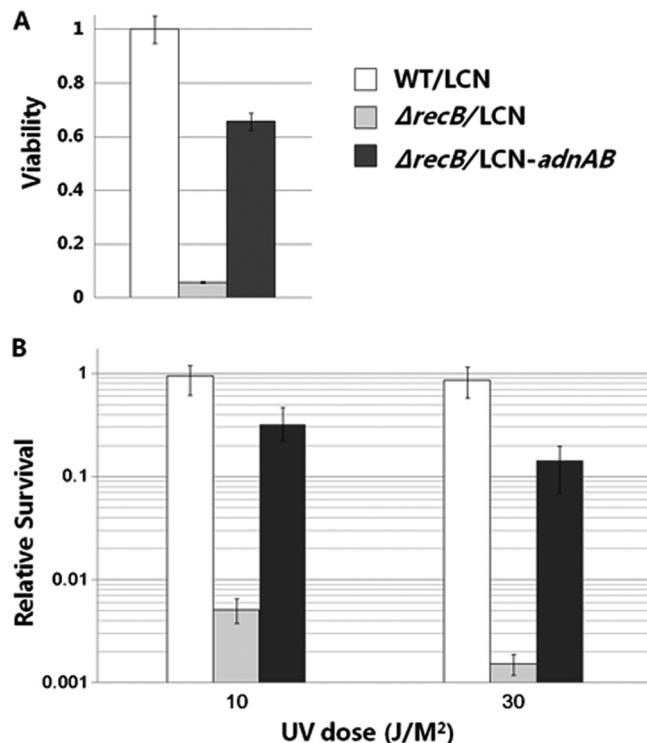 A
1
0.8
0.6
0.4
0.2
0
Viability
WT/LCN
ΔrecB/LCN
ΔrecB/LCN-adnAB
B
1
0.1
0.01
0.001
Relative Survival
10
30
UV dose (J/M²)